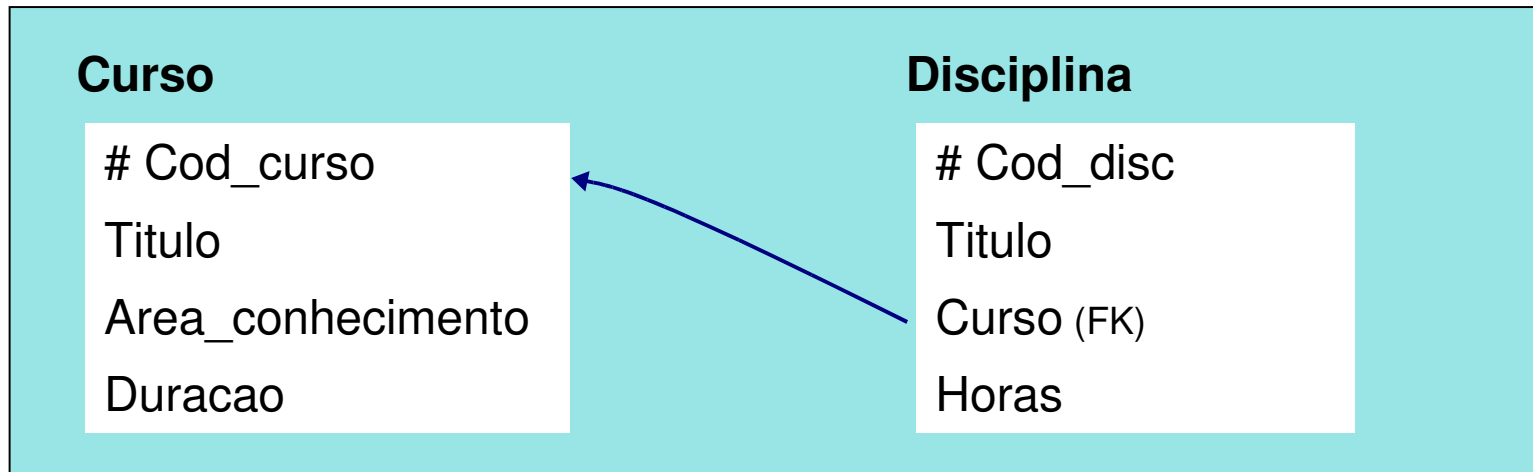 Curso
# Cod_curso
Titulo
Area_conhecimento
Duracao
Disciplina
# Cod_disc
Titulo
Curso (FK)
Horas